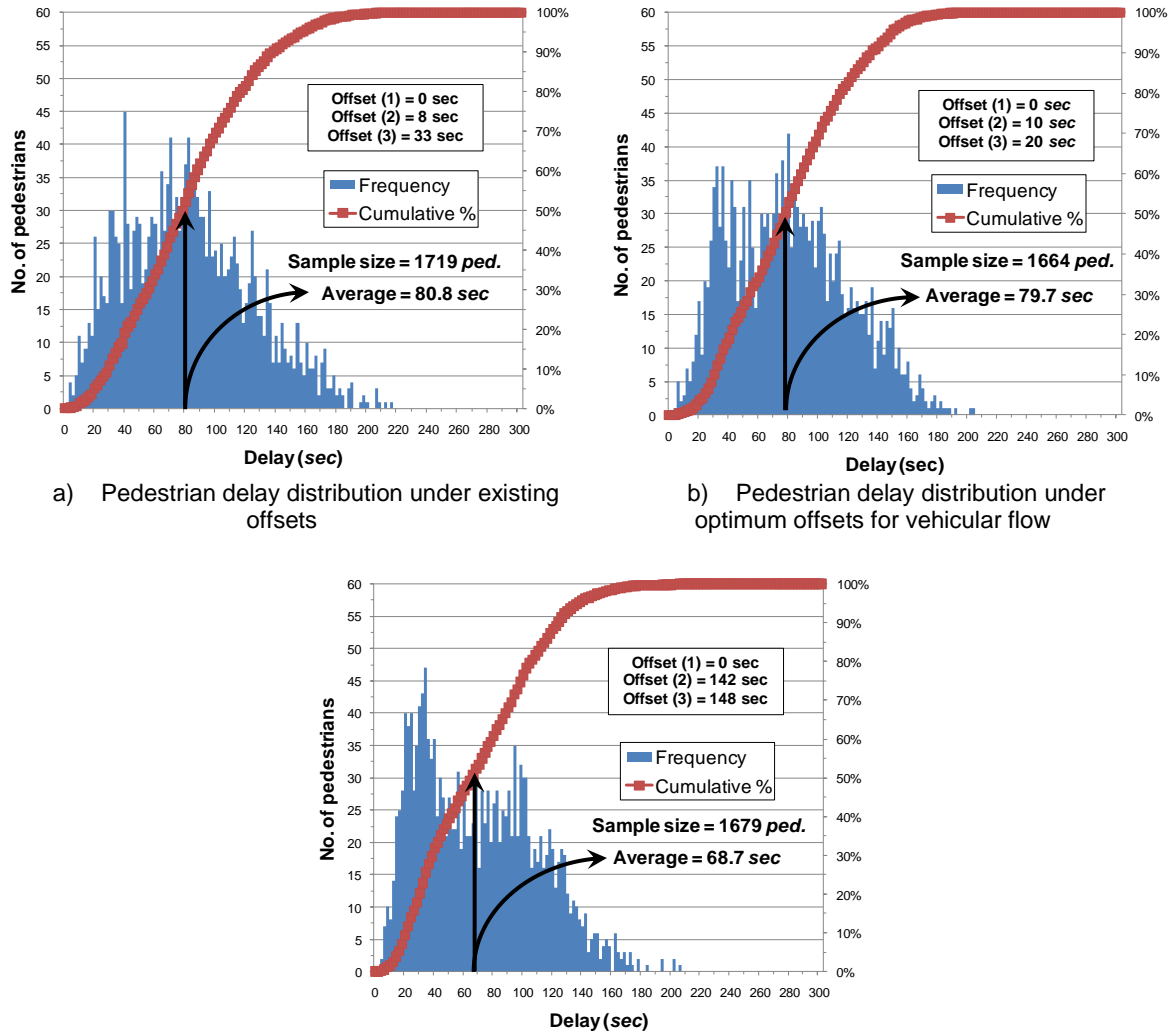 60
55
50
45
40
35
30
25
20
15
10
5
0
No. of pedestrians
100%
90%
80%
70%
60%
50%
40%
30%
20%
10%
0%
Offset (1) = 0 sec
Offset (2) = 8 sec
Offset (3) = 33 sec
Frequency
Cumulative %
Sample size = 1719 ped.
Average = 80.8 sec
0 20 40 60 80 100 120 140 160 180 200 220 240 260 280 300
Delay (sec)
a) Pedestrian delay distribution under existing
offsets
60
55
50
45
40
35
30
25
20
15
10
5
0
No. of pedestrians
100%
90%
80%
70%
60%
50%
40%
30%
20%
10%
0%
Offset (1) = 0 sec
Offset (2) = 10 sec
Offset (3) = 20 sec
Frequency
Cumulative %
Sample size = 1664 ped.
Average = 79.7 sec
0 20 40 60 80 100 120 140 160 180 200 220 240 260 280 300
Delay (sec)
b) Pedestrian delay distribution under
optimum offsets for vehicular flow
60
55
50
45
40
35
30
25
20
15
10
5
0
No. of pedestrians
100%
90%
80%
70%
60%
50%
40%
30%
20%
10%
0%
Offset (1) = 0 sec
Offset (2) = 142 sec
Offset (3) = 148 sec
Frequency
Cumulative %
Sample size = 1679 ped.
Average = 68.7 sec
0 20 40 60 80 100 120 140 160 180 200 220 240 260 280 300
Delay (sec)